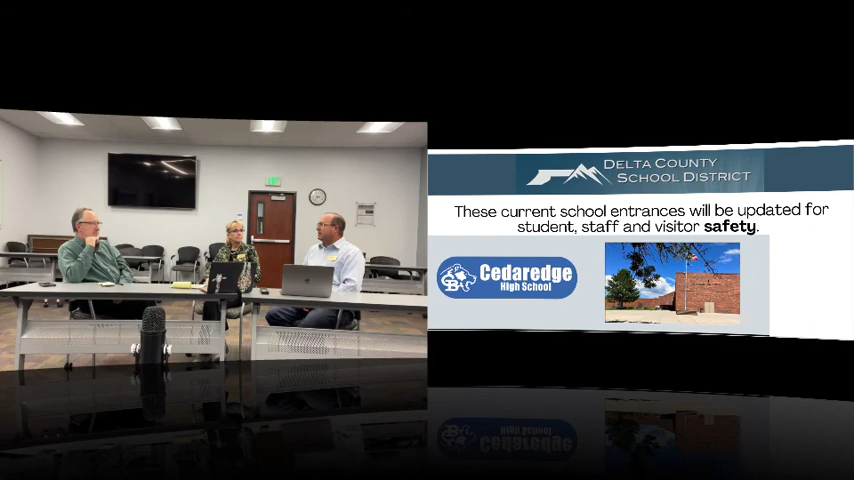 DELTA COUNTY
SCHOOL DISTRICT
These current school entrances will be updated for
student, staff and visitor safety.
CB
Cedaredge
High School